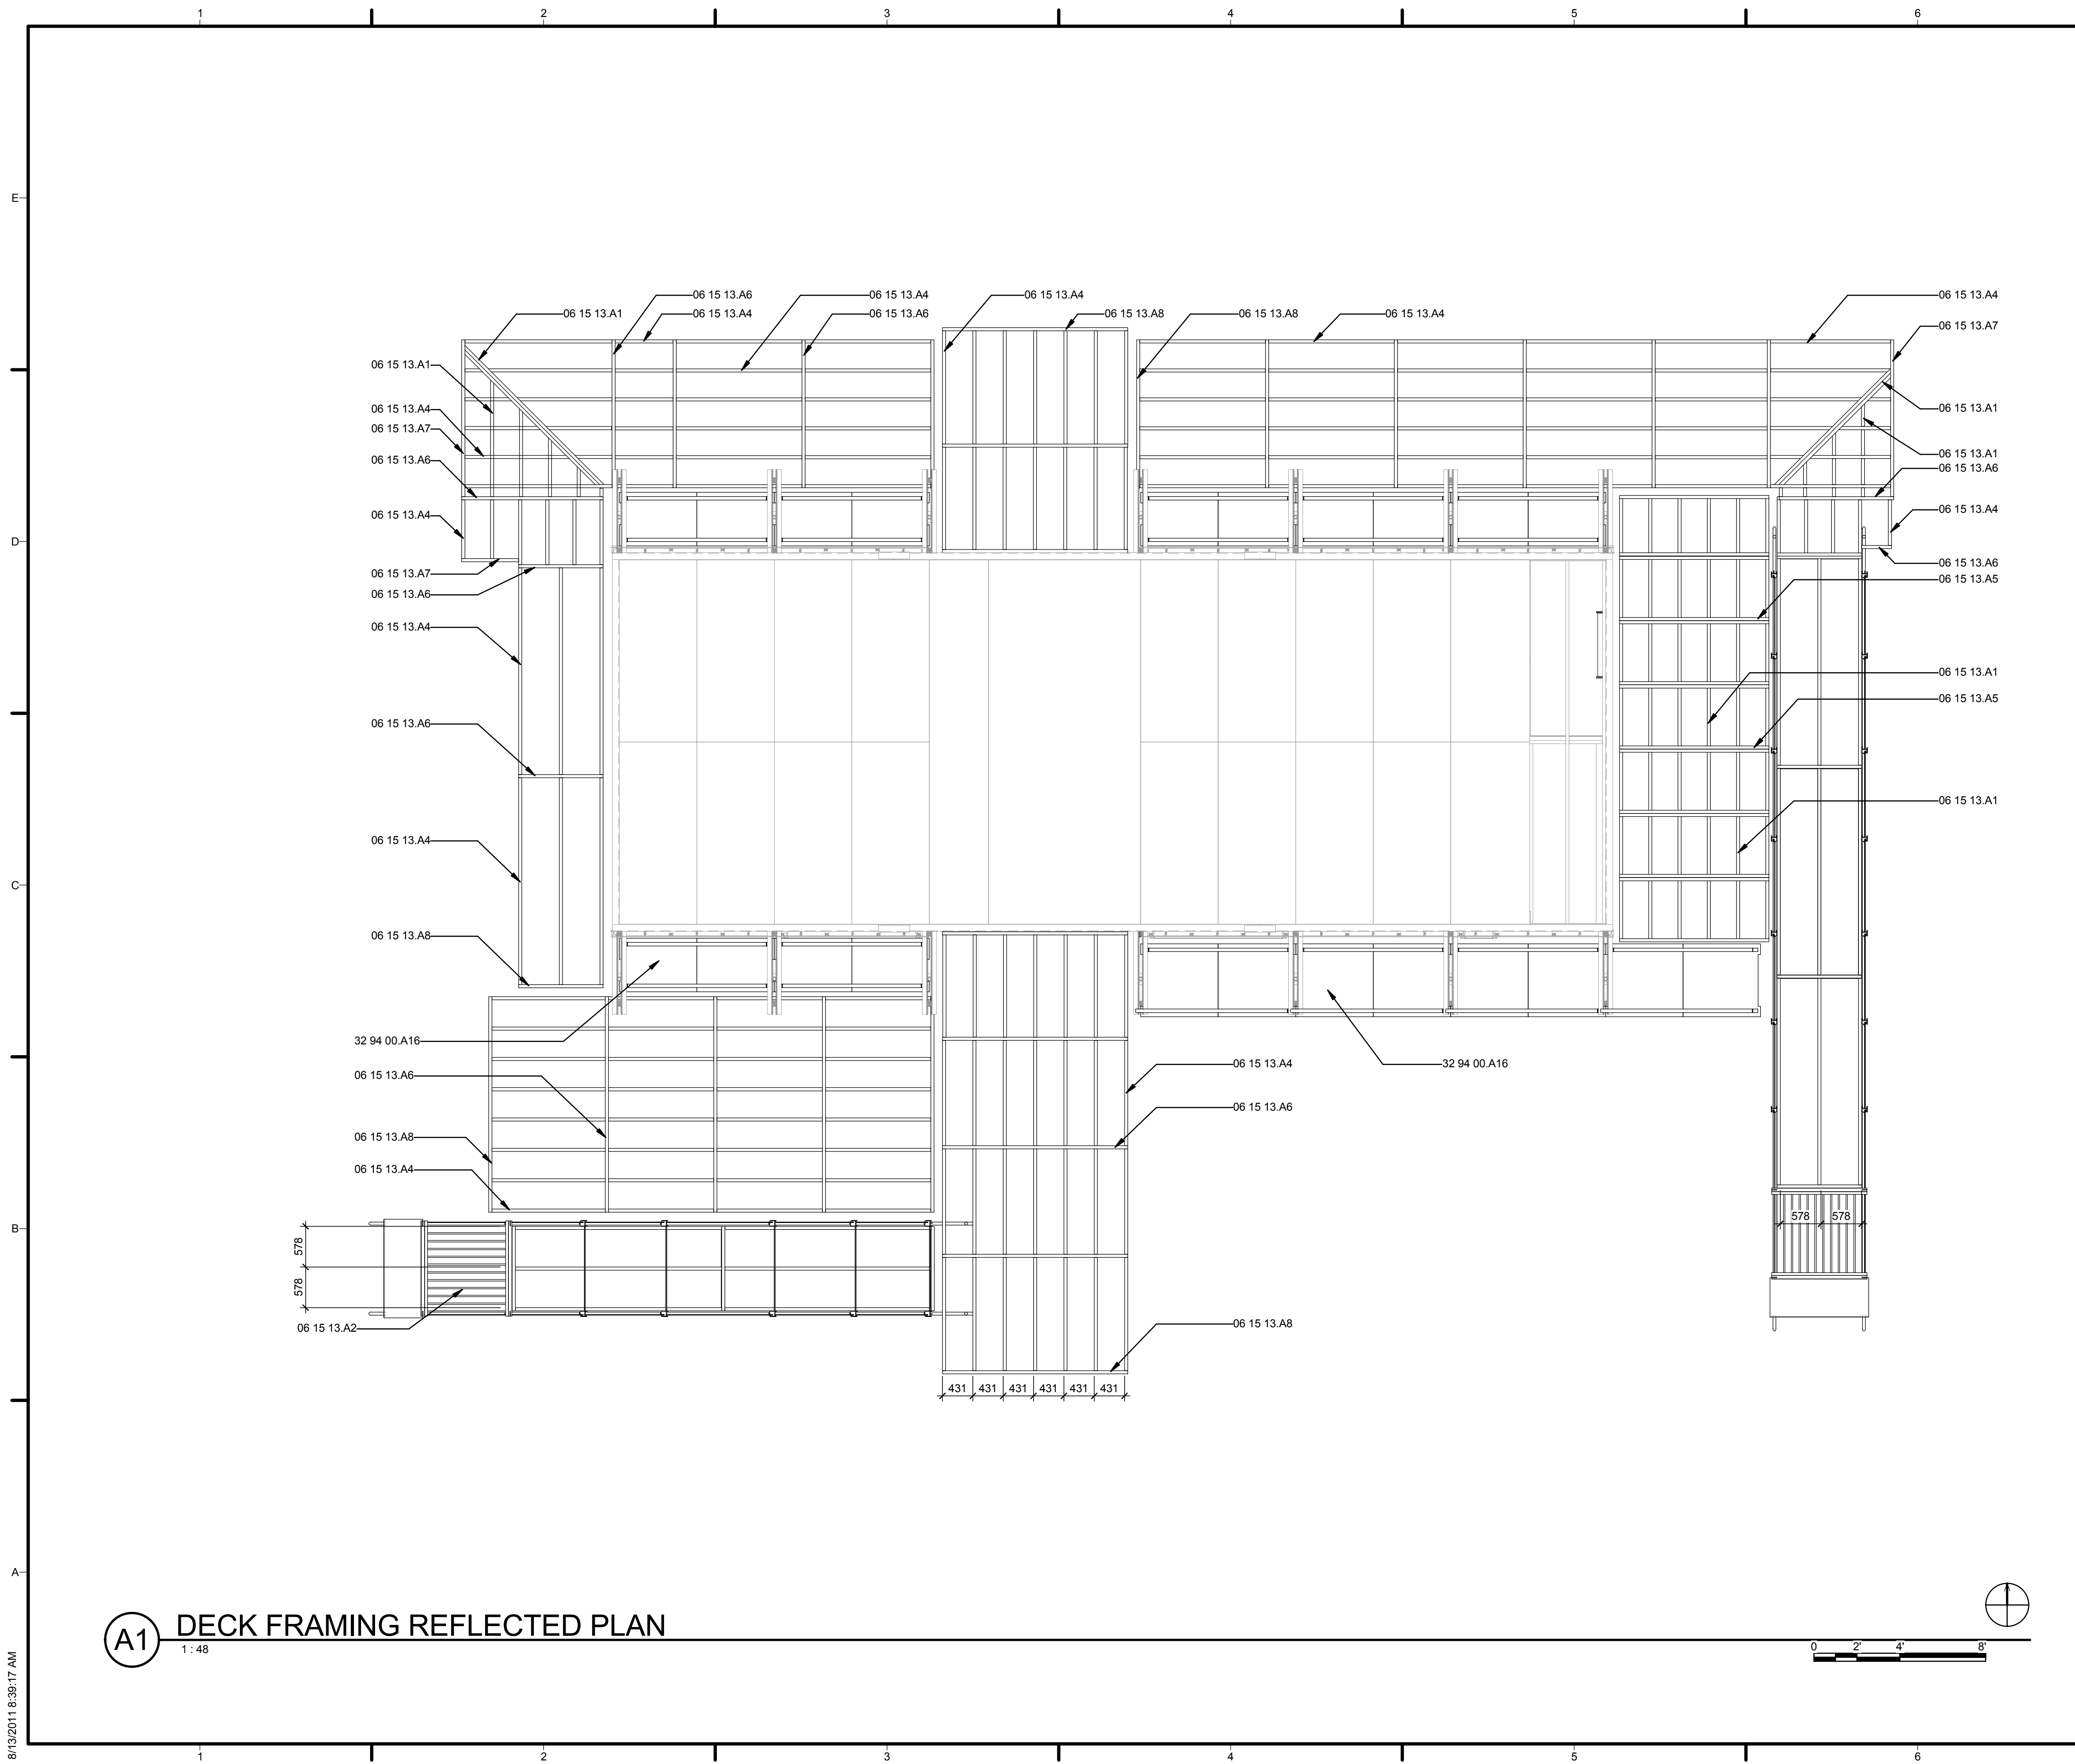 1 2 3 4 5 6
E
D
C
B
A
06 15 13.A6 06 15 13.A4 06 15 13.A4 06 15 13.A4
06 15 13.A1 06 15 13.A4 06 15 13.A6 06 15 13.A8 06 15 13.A8 06 15 13.A4
06 15 13.A7
06 15 13.A1
06 15 13.A4 06 15 13.A1
06 15 13.A7
06 15 13.A6 06 15 13.A1
06 15 13.A6
06 15 13.A4 06 15 13.A4
06 15 13.A7 06 15 13.A6
06 15 13.A6 06 15 13.A5
06 15 13.A4
06 15 13.A1
06 15 13.A6 06 15 13.A5
06 15 13.A1
06 15 13.A4
06 15 13.A8
32 94 00.A16
06 15 13.A4 32 94 00.A16
06 15 13.A6
06 15 13.A6
06 15 13.A8
06 15 13.A4
578 578
578
578
06 15 13.A2 06 15 13.A8
431 431 431 431 431 431
A1 DECK FRAMING REFLECTED PLAN
1 : 48
0 2' 4' 8'
8/13/2011 8:39:17 AM
1 2 3 4 5 6